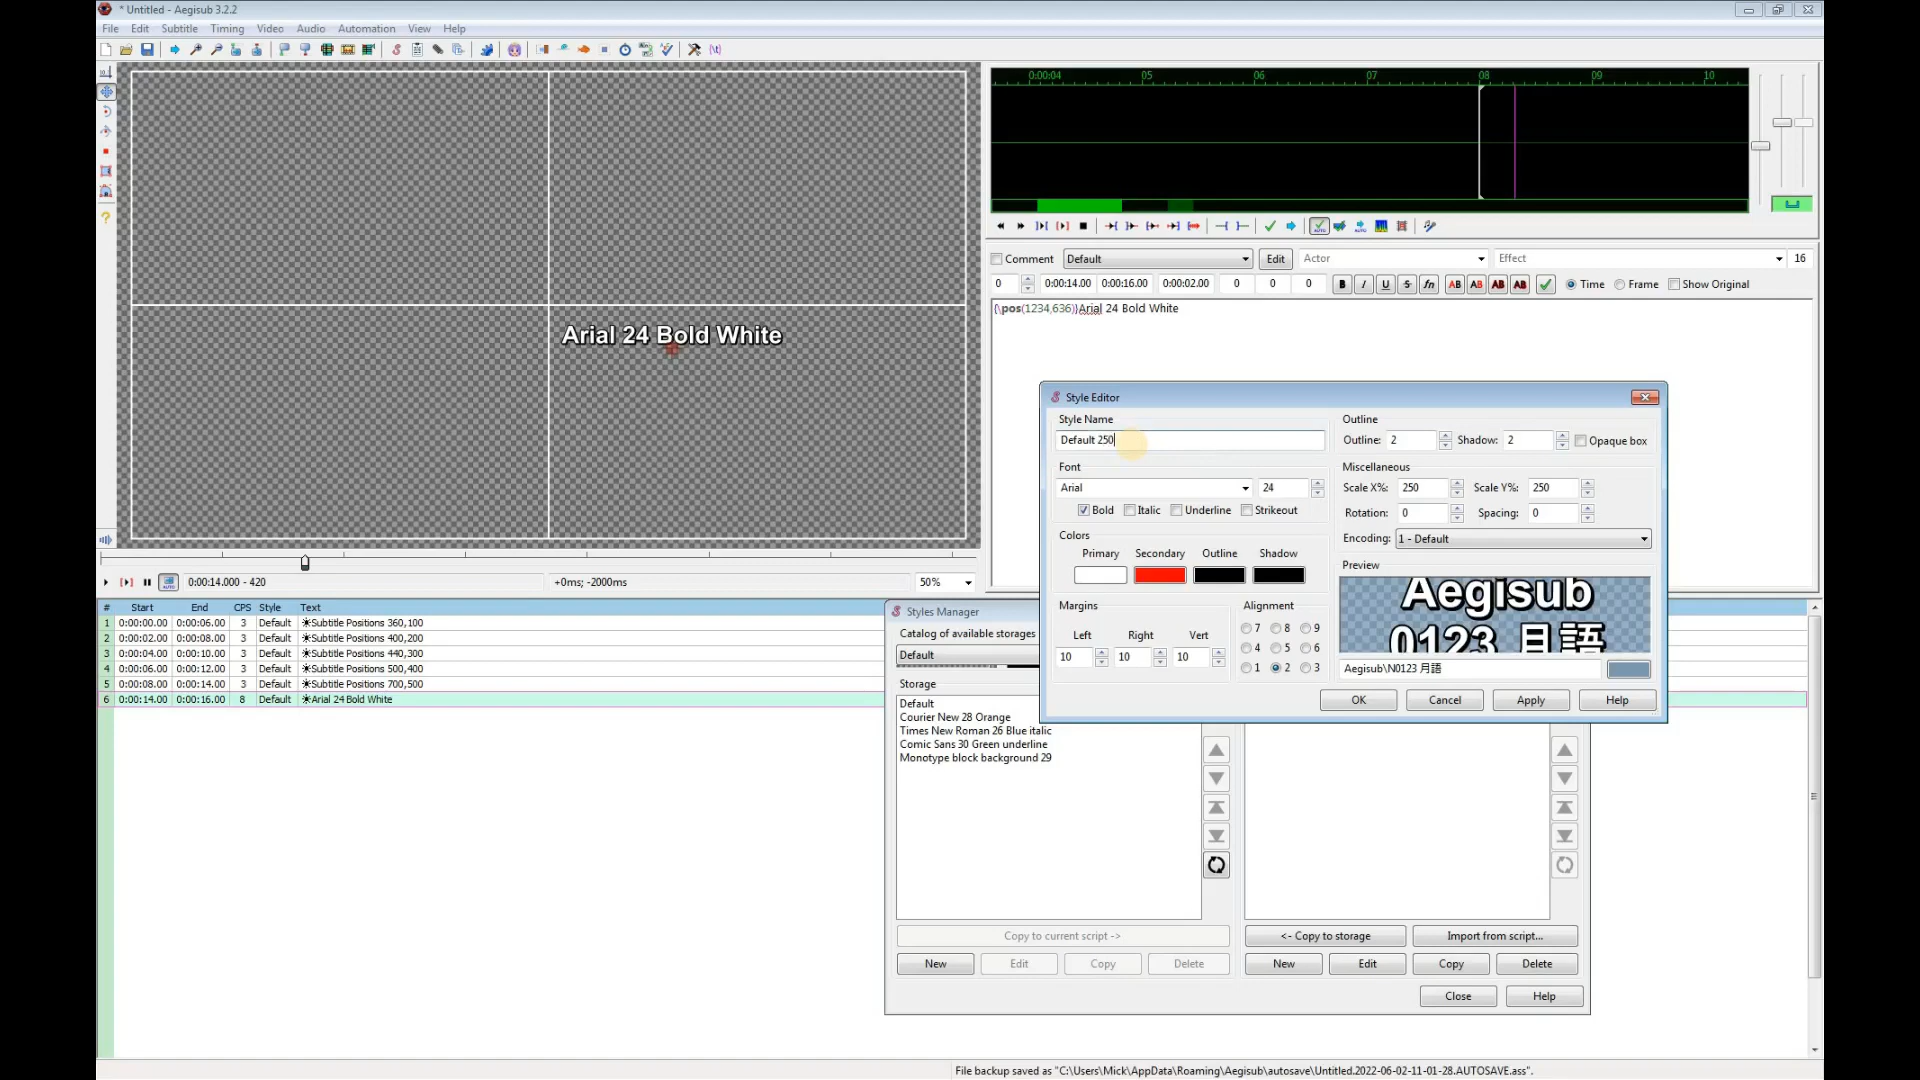 * Untitled - Aegisub 3.2.2
File Edit Subtitle Timing Video Audio Automation View Help
0:00:04 05 06 07 08 09 10
Arial 24 Bold White
Comment Default Edit Actor Effect 16
0 0:00:14.00 0:00:16.00 0:00:02.00 0 0 0 B I U S fn AB AB AB AB Time Frame Show Original
{\pos(1234,636)}Arial 24 Bold White
Style Editor
Style Name
Default 250
Font
Arial 24
Bold Italic Underline Strikeout
Colors
Primary Secondary Outline Shadow
Margins
Left Right Vert
10 10 10
Alignment
7 8 9
4 5 6
1 2 3
Outline
Outline: 2 Shadow: 2 Opaque box
Miscellaneous
Scale X%: 250 Scale Y%: 250
Rotation: 0 Spacing: 0
Encoding: 1 - Default
Preview
Aegisub
0123 月語
Aegisub\N0123 月語
OK Cancel Apply Help
0:00:14.000 - 420 +0ms; -2000ms 50%
# Start End CPS Style Text
1 0:00:00.00 0:00:06.00 3 Default ☀Subtitle Positions 360,100
2 0:00:02.00 0:00:08.00 3 Default ☀Subtitle Positions 400,200
3 0:00:04.00 0:00:10.00 3 Default ☀Subtitle Positions 440,300
4 0:00:06.00 0:00:12.00 3 Default ☀Subtitle Positions 500,400
5 0:00:08.00 0:00:14.00 3 Default ☀Subtitle Positions 700,500
6 0:00:14.00 0:00:16.00 8 Default ☀Arial 24 Bold White
Styles Manager
Catalog of available storages
Default
Storage
Default
Courier New 28 Orange
Times New Roman 26 Blue italic
Comic Sans 30 Green underline
Monotype block background 29
Copy to current script ->
New Edit Copy Delete
<- Copy to storage Import from script...
New Edit Copy Delete
Close Help
File backup saved as "C:\Users\Mick\AppData\Roaming\Aegisub\autosave\Untitled.2022-06-02-11-01-28.AUTOSAVE.ass".